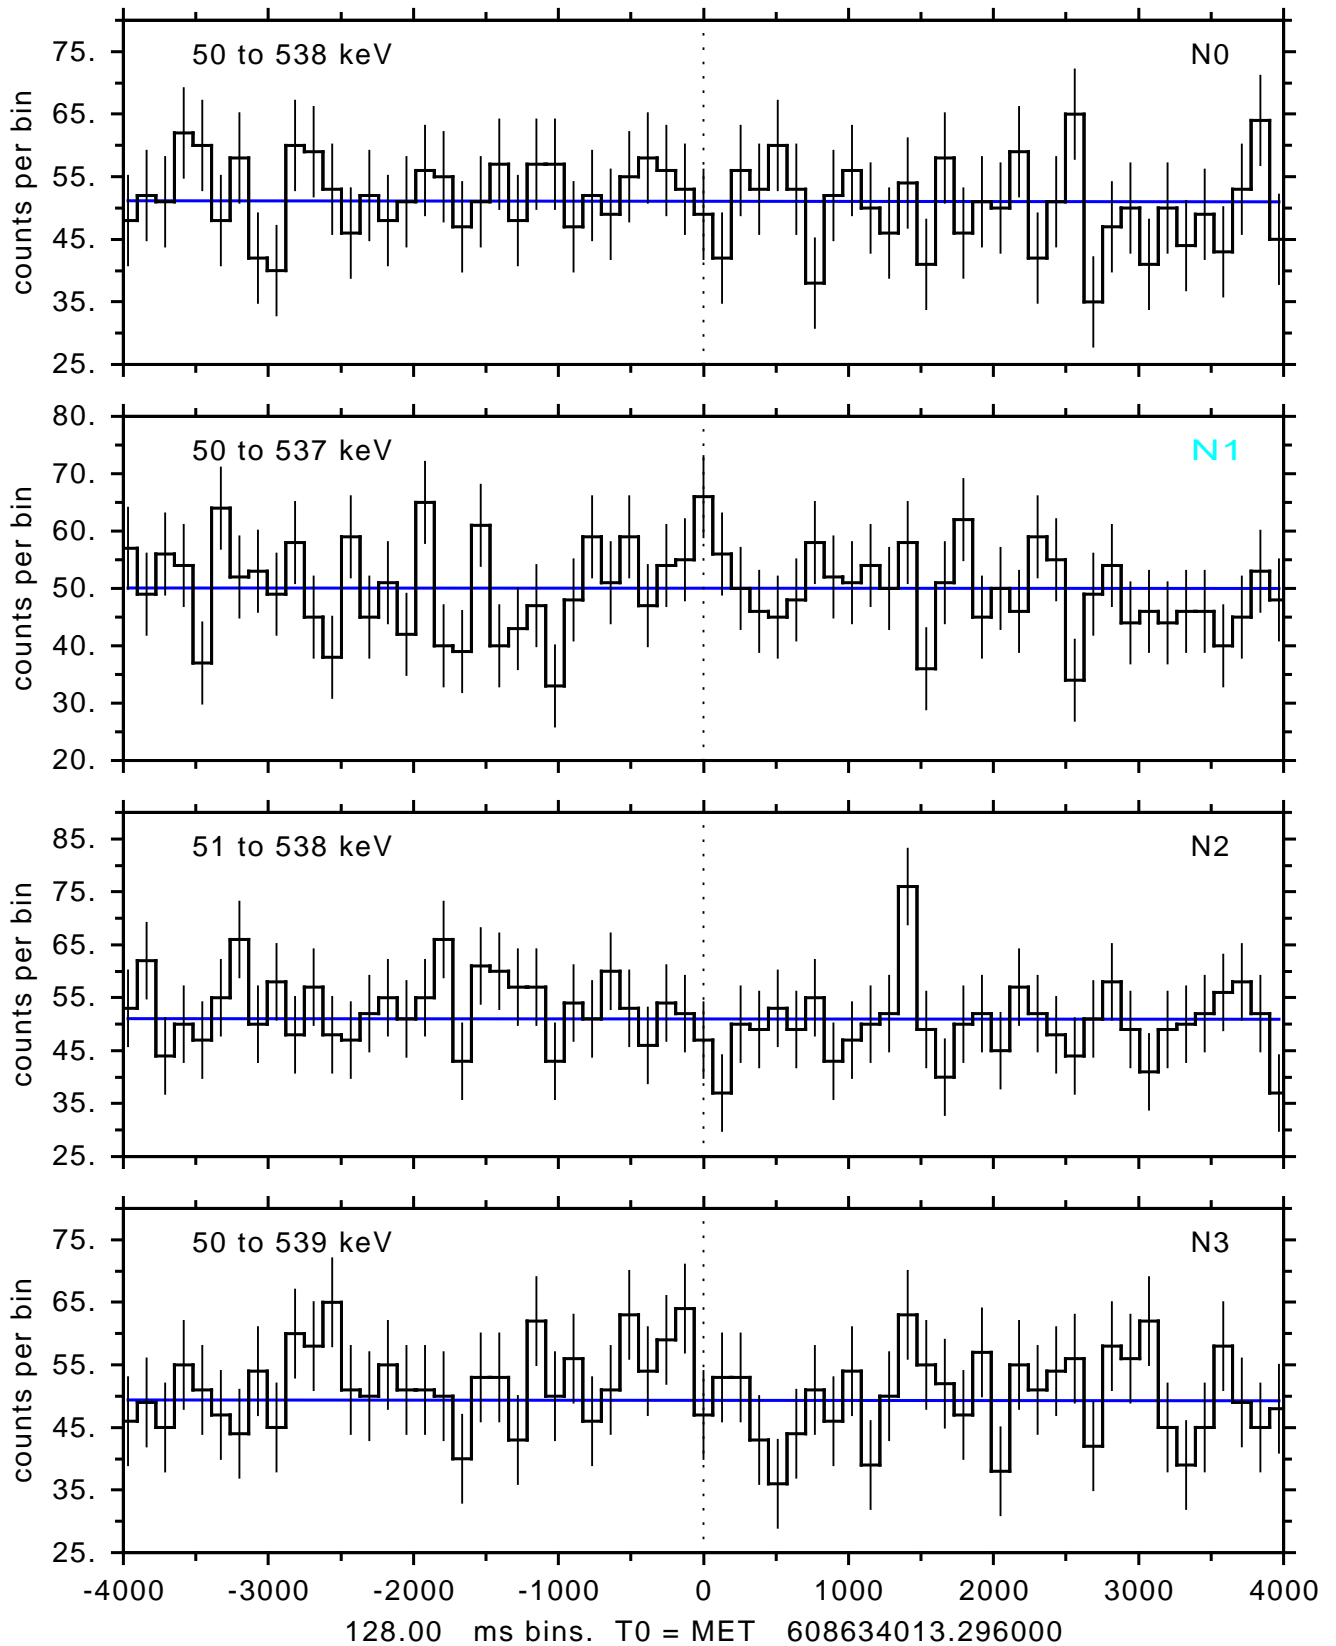 50 to 538 keV N0
75.
65.
55.
45.
35.
25.
counts per bin
50 to 537 keV N1
80.
70.
60.
50.
40.
30.
20.
counts per bin
51 to 538 keV N2
85.
75.
65.
55.
45.
35.
25.
counts per bin
50 to 539 keV N3
75.
65.
55.
45.
35.
25.
counts per bin
-4000 -3000 -2000 -1000 0 1000 2000 3000 4000
128.00 ms bins. T0 = MET 608634013.296000